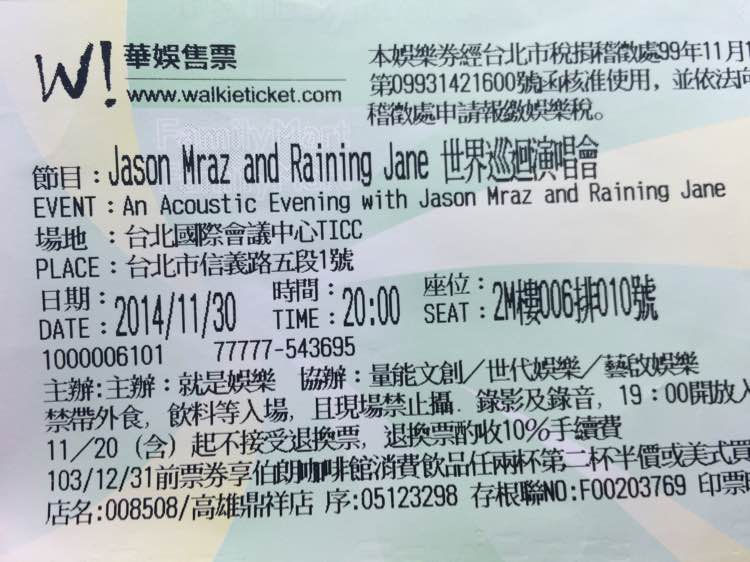 W! 華娛售票
www.walkieticket.com
本娛樂券經台北市稅捐稽徵處99年11月1
第09931421600號函核准使用，並依法向
稽徵處申請報繳娛樂稅。
FamilyMart
節目：Jason Mraz and Raining Jane 世界巡迴演唱會
EVENT：An Acoustic Evening with Jason Mraz and Raining Jane
場地：台北國際會議中心TICC
PLACE：台北市信義路五段1號
日期：2014/11/30 時間：20:00 座位：2M樓006排010號
DATE： TIME： SEAT：
1000006101 77777-543695
主辦:主辦：就是娛樂 協辦：量能文創／世代娛樂／藝啟娛樂
禁帶外食，飲料等入場，且現場禁止攝．錄影及錄音，19：00開放入
11／20（含）起不接受退換票，退換票酌收10%手續費
103/12/31前票券享伯朗咖啡館消費飲品任兩杯第二杯半價或美式買
店名:008508/高雄鼎祥店 序:05123298 存根聯NO:F00203769 印票